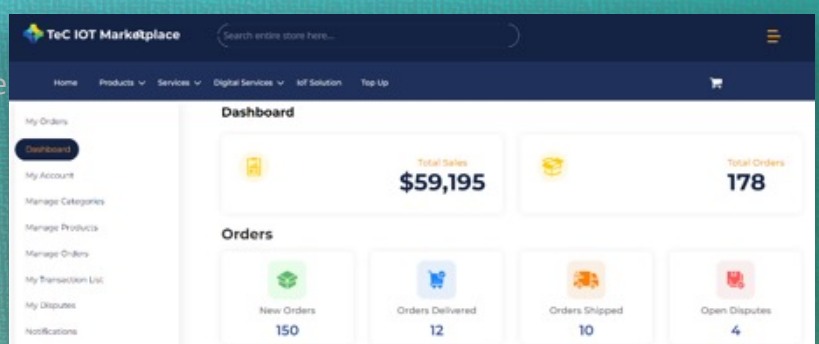 TeC IOT Marketplace
Search entire store here...
Home Products Services Digital Services IoT Solution Top Up
My Orders
Dashboard
My Account
Manage Categories
Manage Products
Manage Orders
My Transaction List
My Disputes
Notifications
Dashboard
Total Sales
$59,195
Total Orders
178
Orders
New Orders
150
Orders Delivered
12
Orders Shipped
10
Open Disputes
4